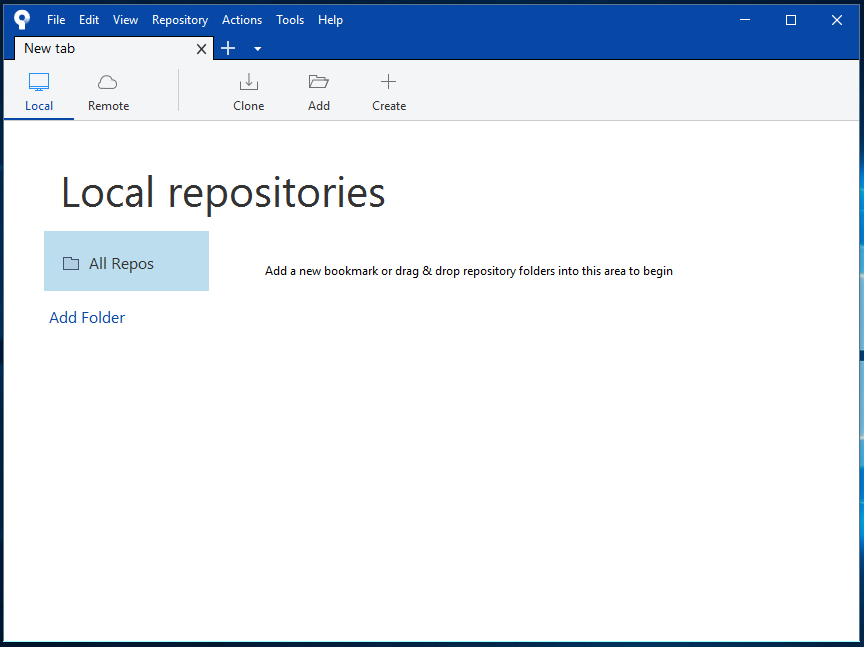 File Edit View Repository Actions Tools Help
New tab
Local Remote Clone Add Create
Local repositories
All Repos
Add a new bookmark or drag & drop repository folders into this area to begin
Add Folder